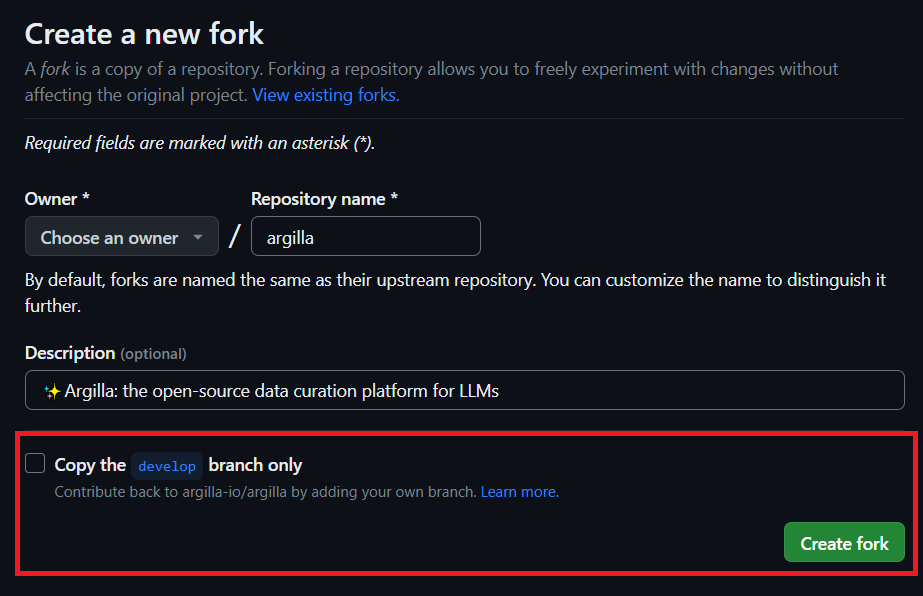 Create a new fork
A fork is a copy of a repository. Forking a repository allows you to freely experiment with changes without
affecting the original project. View existing forks.
Required fields are marked with an asterisk (*).
Owner * Repository name *
Choose an owner / argilla
By default, forks are named the same as their upstream repository. You can customize the name to distinguish it
further.
Description (optional)
✨ Argilla: the open-source data curation platform for LLMs
Copy the develop branch only
Contribute back to argilla-io/argilla by adding your own branch. Learn more.
Create fork